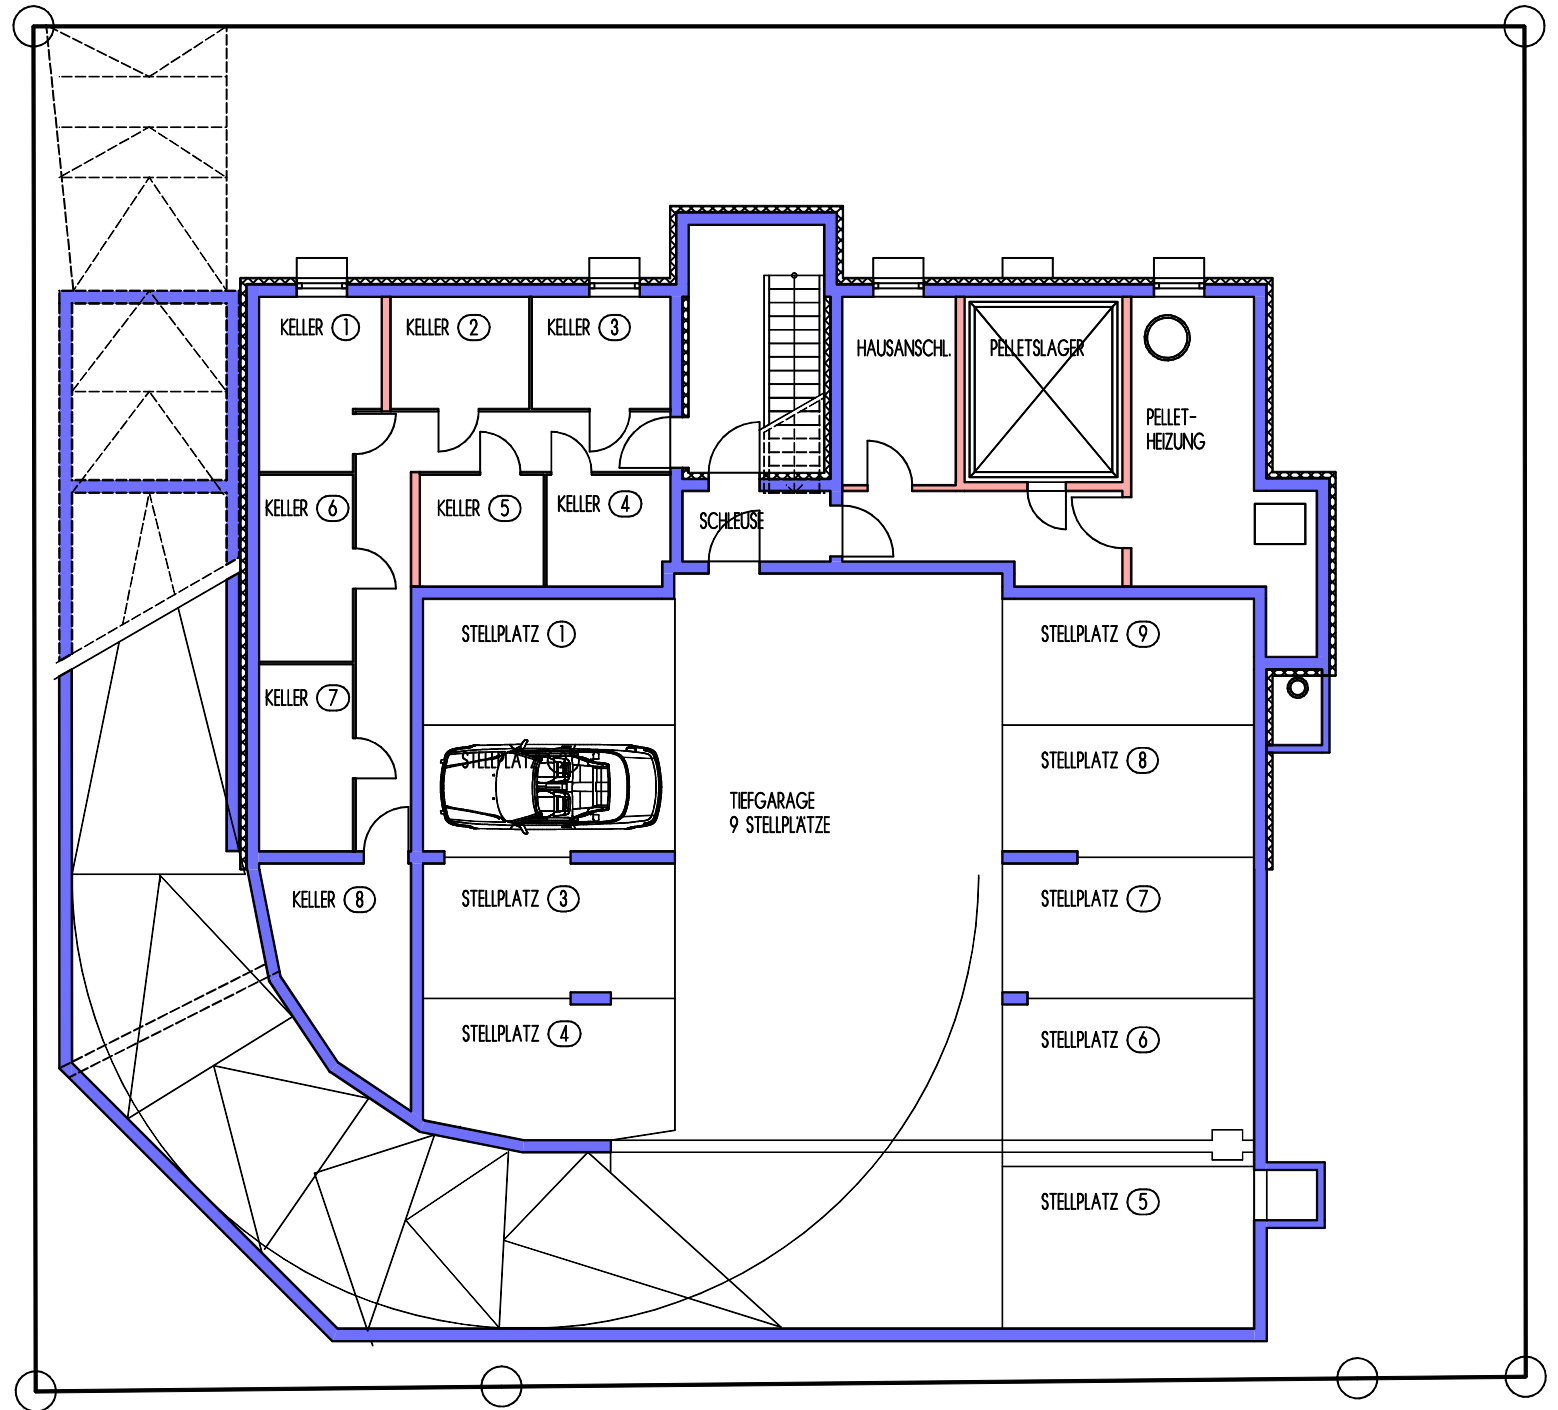 KELLER 1
KELLER 2
KELLER 3
HAUSANSCHL.
PELLETSLAGER
PELLET-
HEIZUNG
KELLER 6
KELLER 5
KELLER 4
SCHLEUSE
STELLPLATZ 1
STELLPLATZ 9
KELLER 7
STELLPLATZ
STELLPLATZ 8
TIEFGARAGE
9 STELLPLÄTZE
KELLER 8
STELLPLATZ 3
STELLPLATZ 7
STELLPLATZ 4
STELLPLATZ 6
STELLPLATZ 5